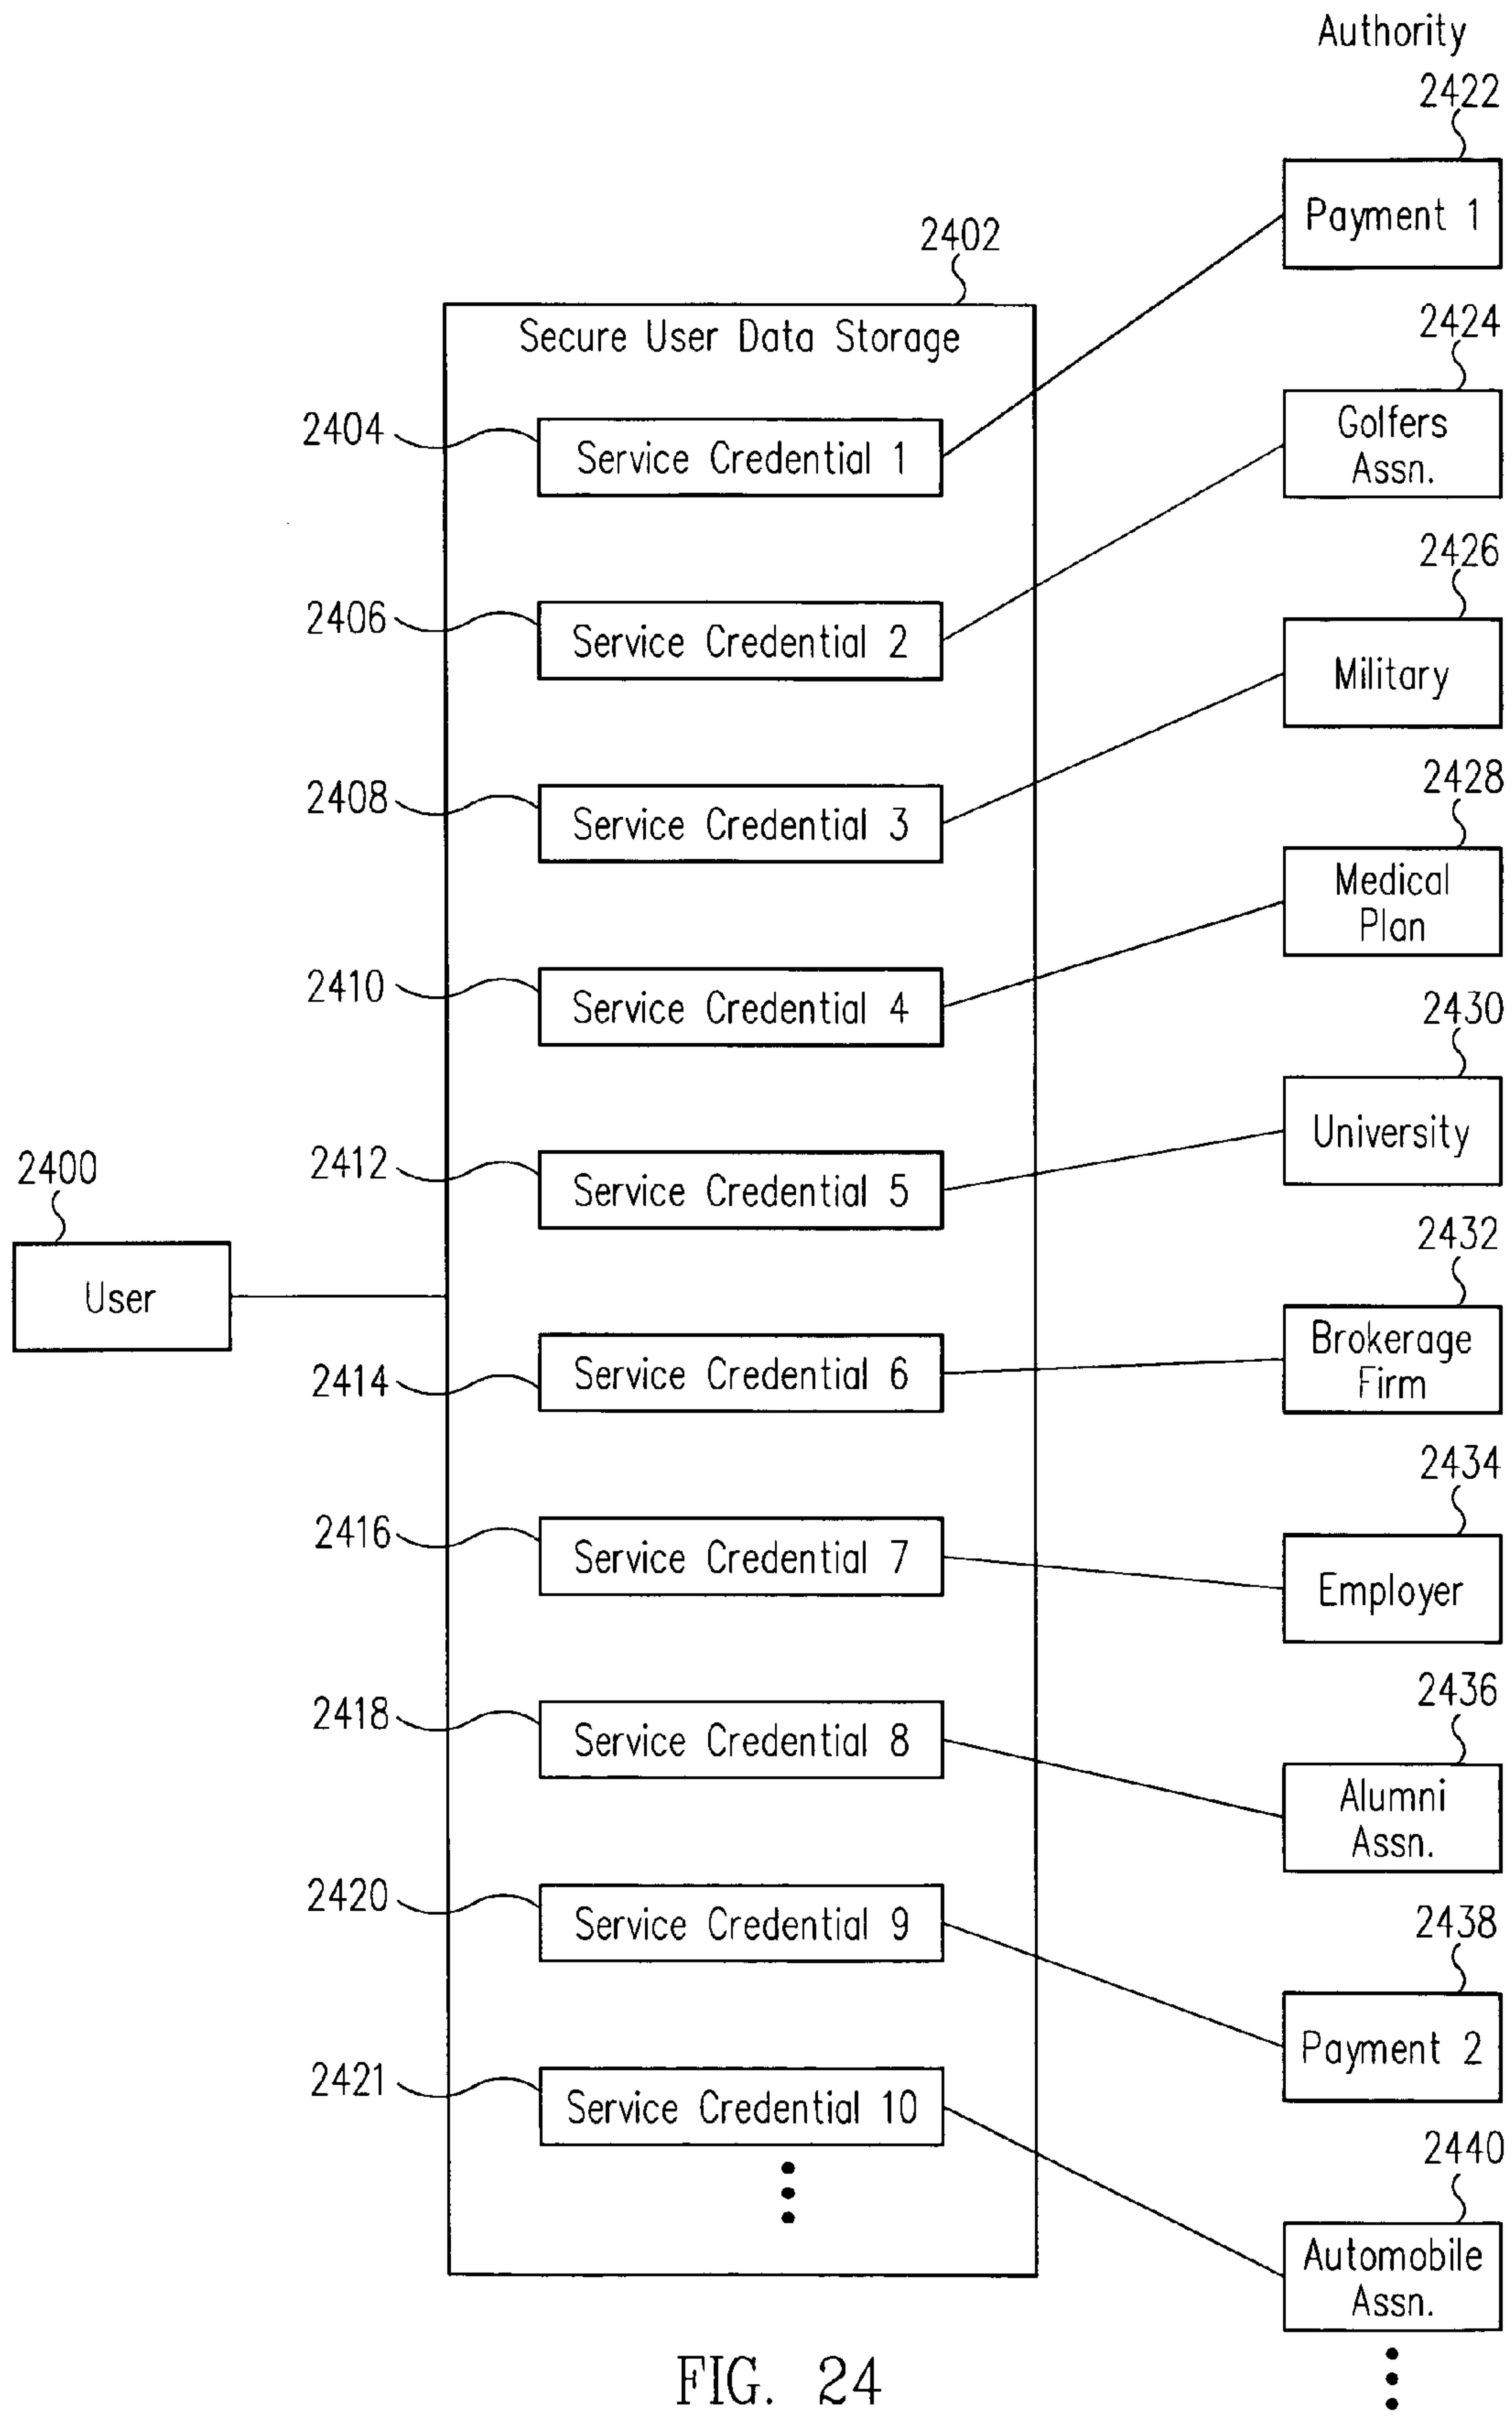 Authority
2422
Payment 1
2402
2424
Secure User Data Storage
Golfers
Assn.
2404
Service Credential 1
2426
2406
Service Credential 2
Military
2428
2408
Service Credential 3
Medical
Plan
2410
Service Credential 4
2430
University
2412
Service Credential 5
2400
User
2432
Brokerage
Firm
2414
Service Credential 6
2434
2416
Service Credential 7
Employer
2436
2418
Service Credential 8
Alumni
Assn.
2420
Service Credential 9
2438
Payment 2
2421
Service Credential 10
2440
Automobile
Assn.
FIG. 24